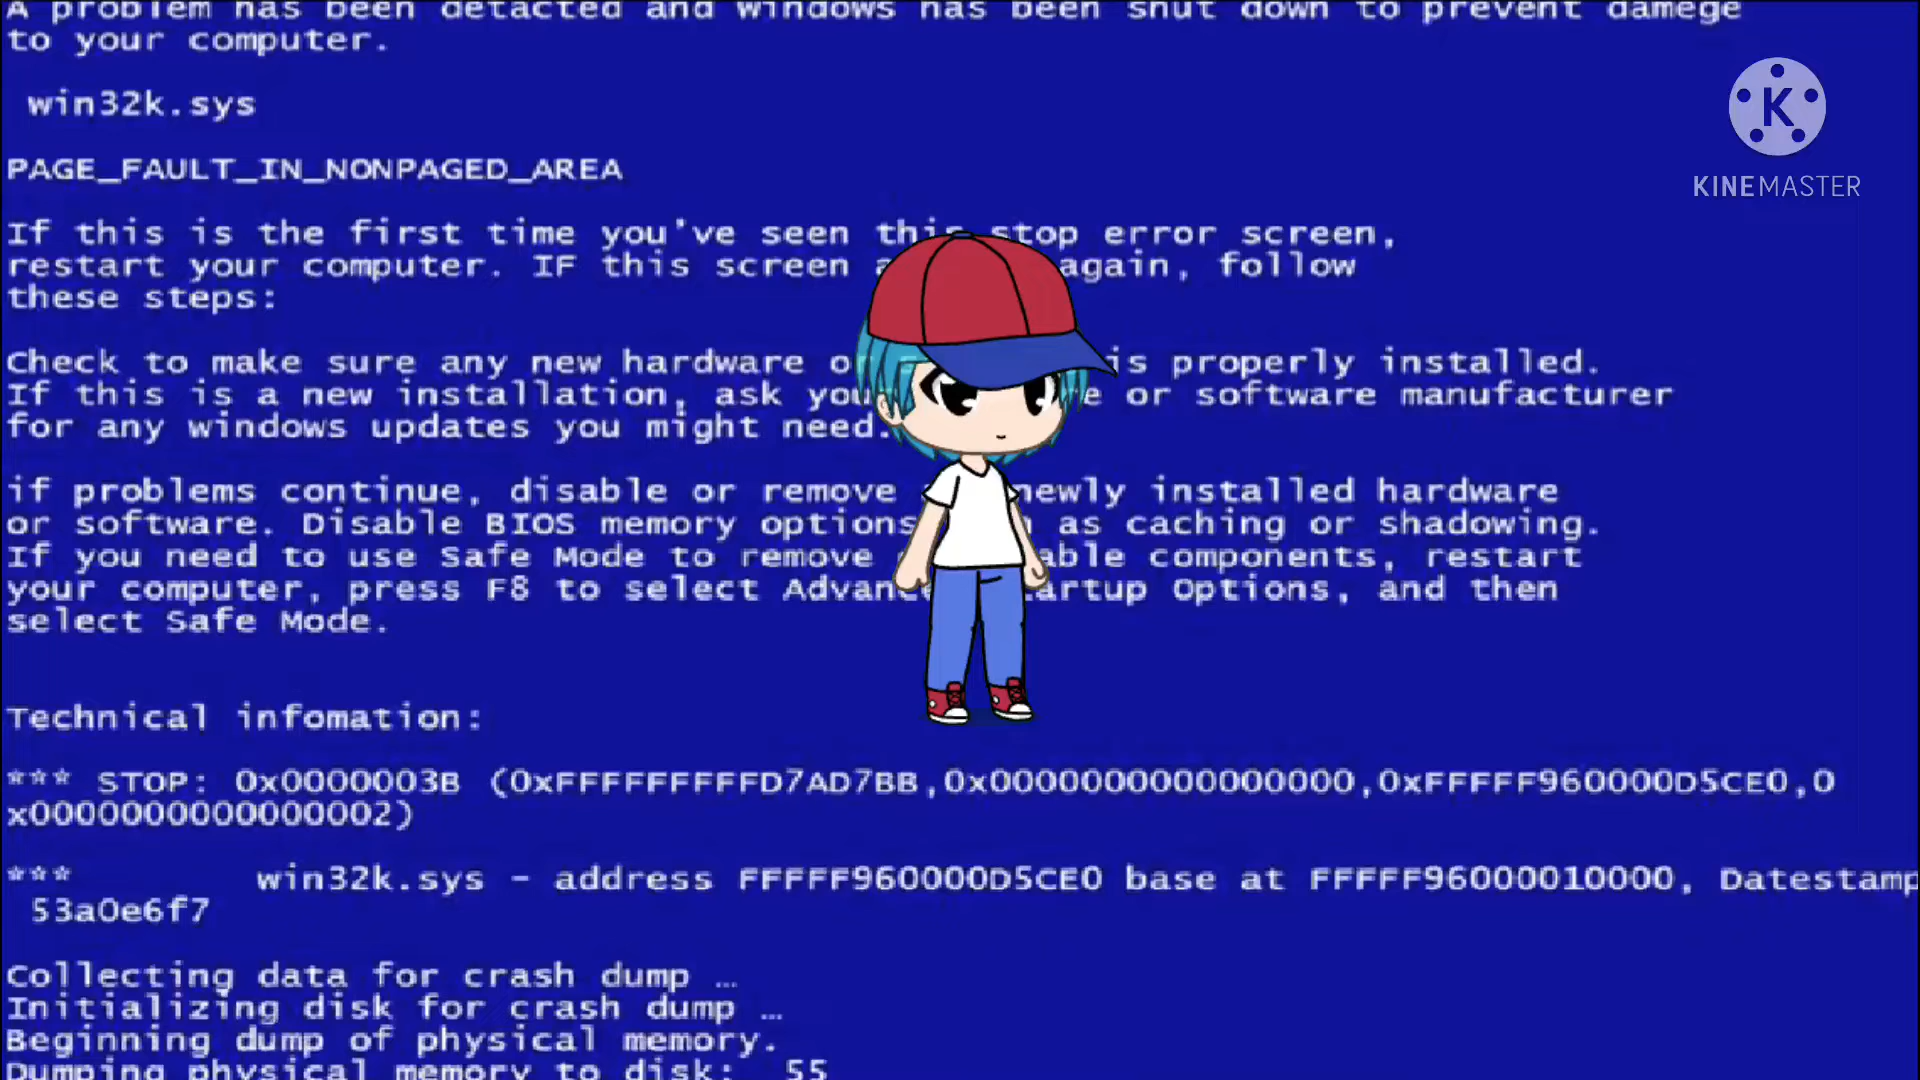 A problem has been detacted and windows has been shut down to prevent damege
to your computer.
win32k.sys
K
KINEMASTER
PAGE_FAULT_IN_NONPAGED_AREA
If this is the first time you've seen this stop error screen,
restart your computer. IF this screen again, follow
these steps:
Check to make sure any new hardware or is properly installed.
If this is a new installation, ask or software manufacturer
for any windows updates you might need.
if problems continue, disable or remove newly installed hardware
or software. Disable BIOS memory options as caching or shadowing.
If you need to use Safe Mode to remove components, restart
your computer, press F8 to select Advanced Startup Options, and then
select Safe Mode.
Technical infomation:
*** STOP: 0x0000003B (0xFFFFFFFFFFD7AD7BB,0x0000000000000000,0xFFFFF960000D5CE0,0
x0000000000000002)
*** win32k.sys - address FFFFF960000D5CE0 base at FFFFF96000010000, Datestamp
53a0e6f7
Collecting data for crash dump …
Initializing disk for crash dump …
Beginning dump of physical memory.
Dumping physical memory to disk: 55